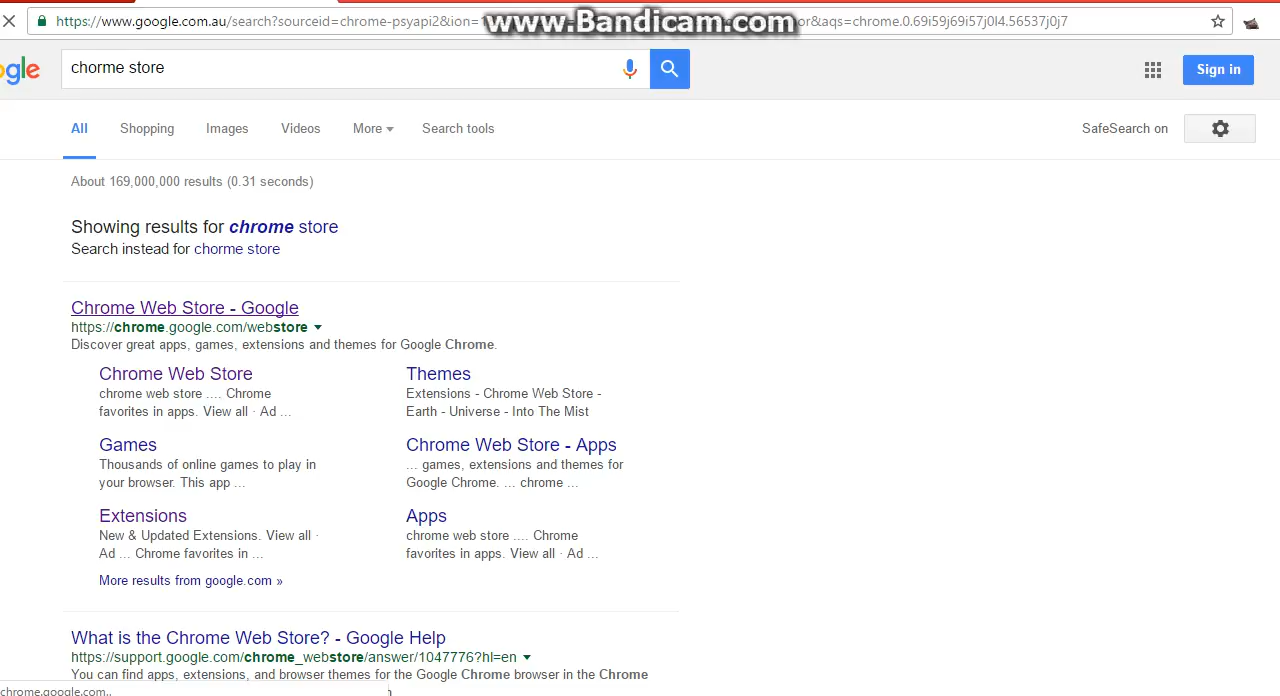 https://www.google.com.au/search?sourceid=chrome-psyapi2&ion=1
www.Bandicam.com
or&aqs=chrome.0.69i59j69i57j0l4.56537j0j7
gle
chorme store
Sign in
All Shopping Images Videos More Search tools SafeSearch on
About 169,000,000 results (0.31 seconds)
Showing results for chrome store
Search instead for chorme store
Chrome Web Store - Google
https://chrome.google.com/webstore
Discover great apps, games, extensions and themes for Google Chrome.
Chrome Web Store
chrome web store .... Chrome
favorites in apps. View all · Ad ...
Themes
Extensions - Chrome Web Store -
Earth - Universe - Into The Mist
Games
Thousands of online games to play in
your browser. This app ...
Chrome Web Store - Apps
... games, extensions and themes for
Google Chrome. ... chrome ...
Extensions
New & Updated Extensions. View all ·
Ad ... Chrome favorites in ...
Apps
chrome web store .... Chrome
favorites in apps. View all · Ad ...
More results from google.com »
What is the Chrome Web Store? - Google Help
https://support.google.com/chrome_webstore/answer/1047776?hl=en
You can find apps, extensions, and browser themes for the Google Chrome browser in the Chrome
chrome.google.com..